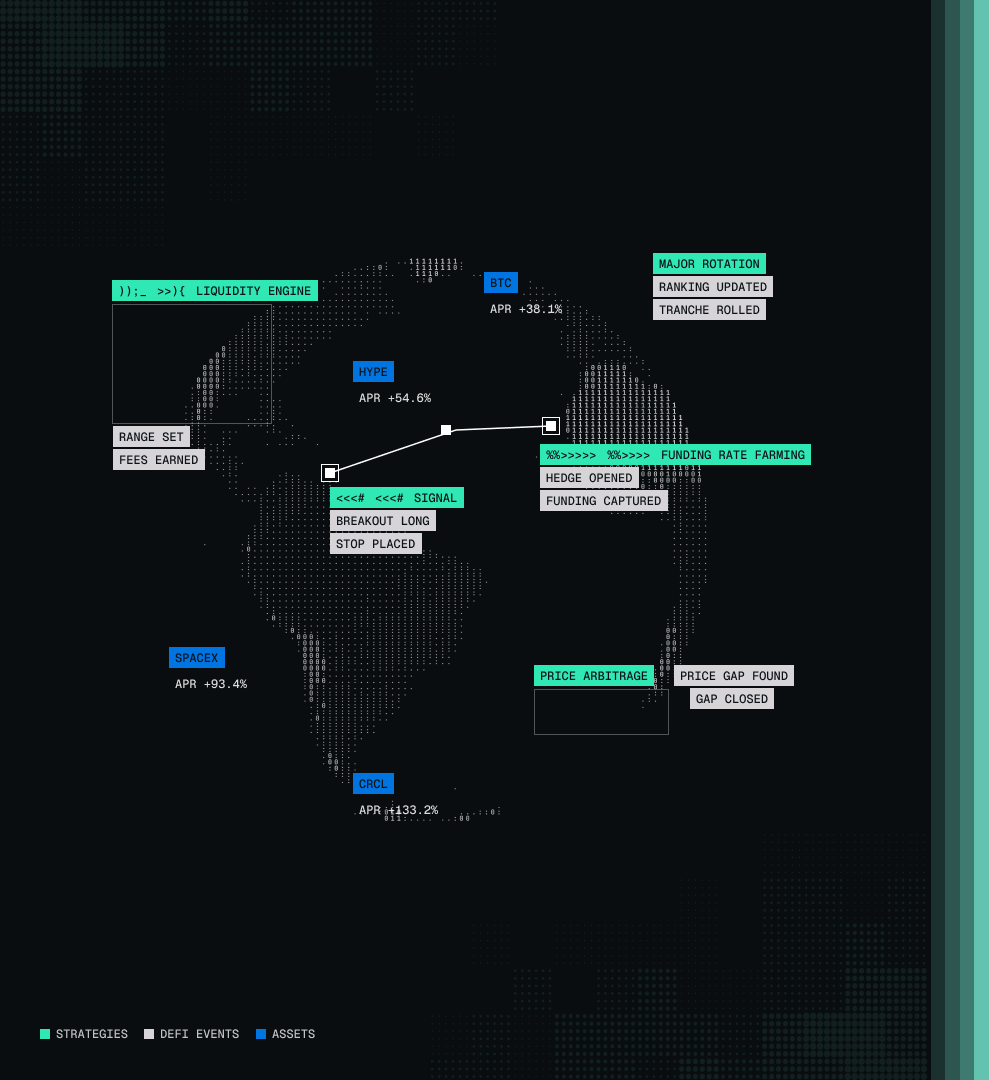 ));_ >>){ LIQUIDITY ENGINE
RANGE SET
FEES EARNED
BTC
APR +38.1%
MAJOR ROTATION
RANKING UPDATED
TRANCHE ROLLED
HYPE
APR +54.6%
%%>>>>> %%>>>> FUNDING RATE FARMING
HEDGE OPENED
FUNDING CAPTURED
<<<# <<<# SIGNAL
BREAKOUT LONG
STOP PLACED
SPACEX
APR +93.4%
PRICE ARBITRAGE
PRICE GAP FOUND
GAP CLOSED
CRCL
APR +133.2%
STRATEGIES
DEFI EVENTS
ASSETS